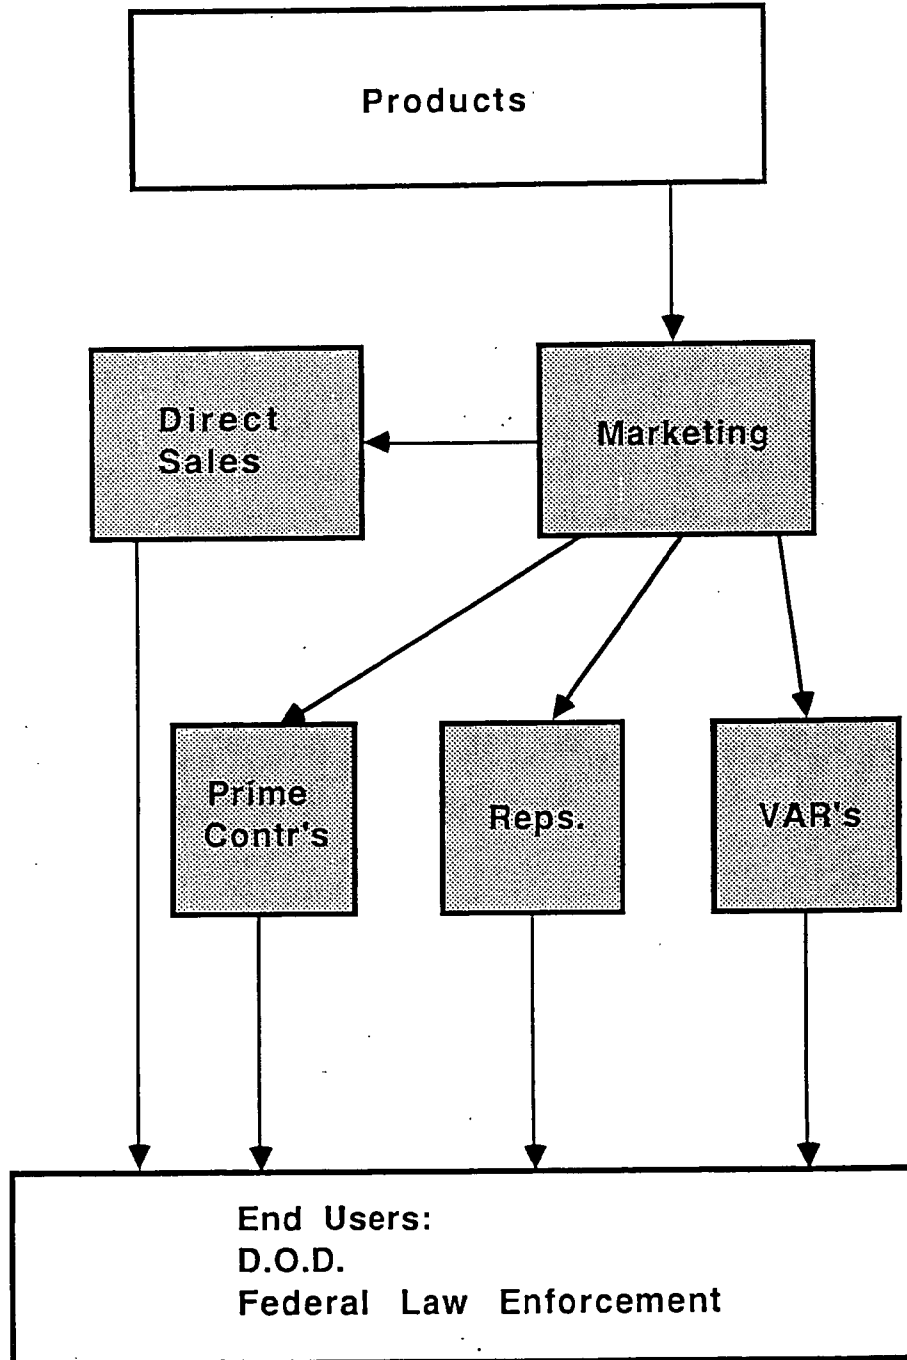 Products
Direct
Sales
Marketing
Prime
Contr's
Reps.
VAR's
End Users:
D.O.D.
Federal Law Enforcement